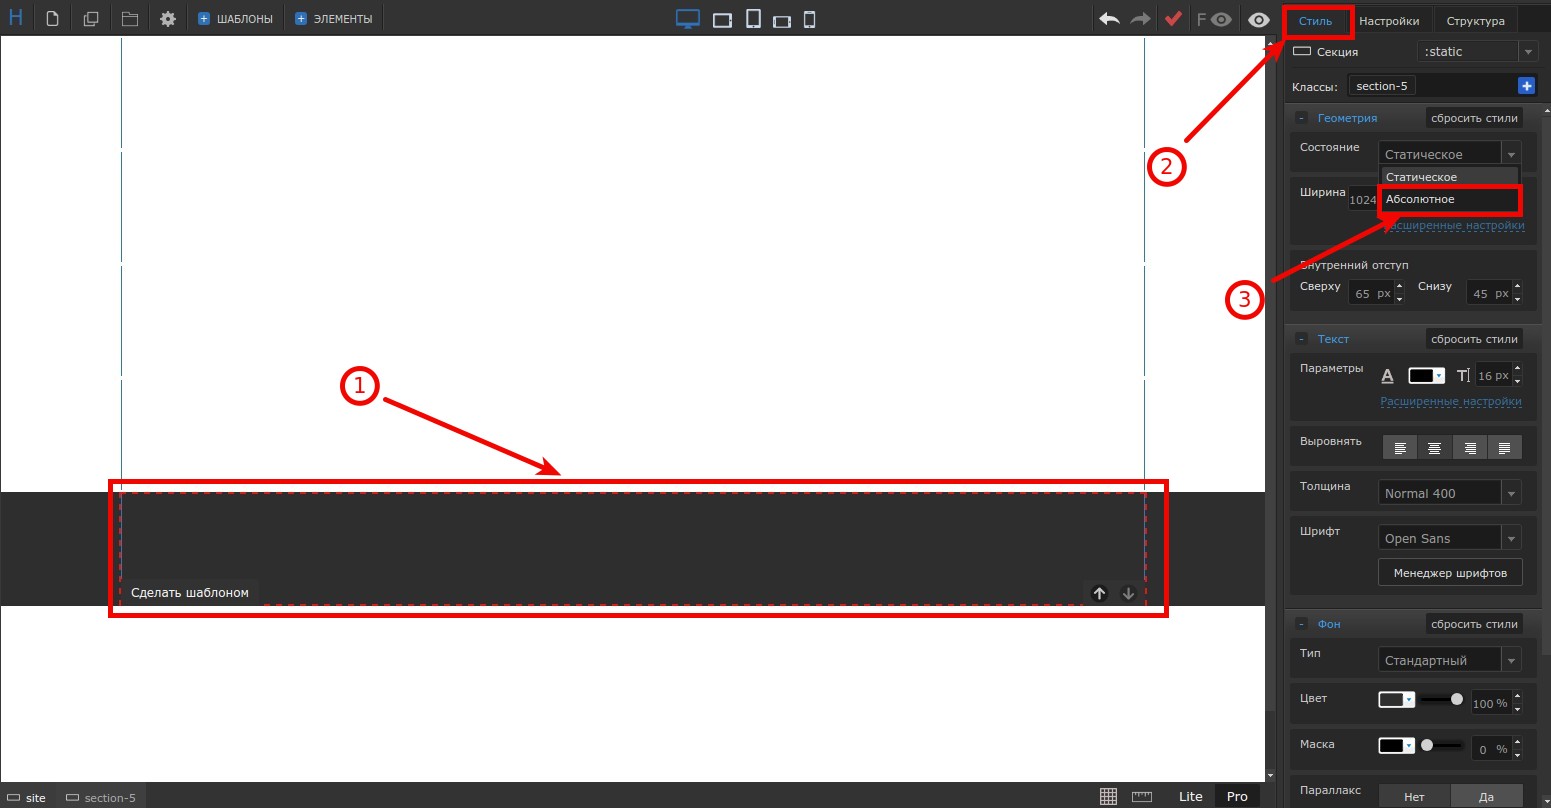 H
ШАБЛОНЫ
ЭЛЕМЕНТЫ
F
Стиль
Настройки
Структура
Секция
:static
Классы:
section-5
Геометрия
сбросить стили
Состояние
Статическое
Статическое
Ширина
1024
Абсолютное
Расширенные настройки
2
3
Внутренний отступ
Сверху
65 px
Снизу
45 px
Текст
сбросить стили
Параметры
A
T
16 px
Расширенные настройки
1
Выровнять
Толщина
Normal 400
Шрифт
Open Sans
Менеджер шрифтов
Сделать шаблоном
Фон
сбросить стили
Тип
Стандартный
Цвет
100 %
Маска
0 %
Параллакс
Нет
Да
site
section-5
Lite
Pro